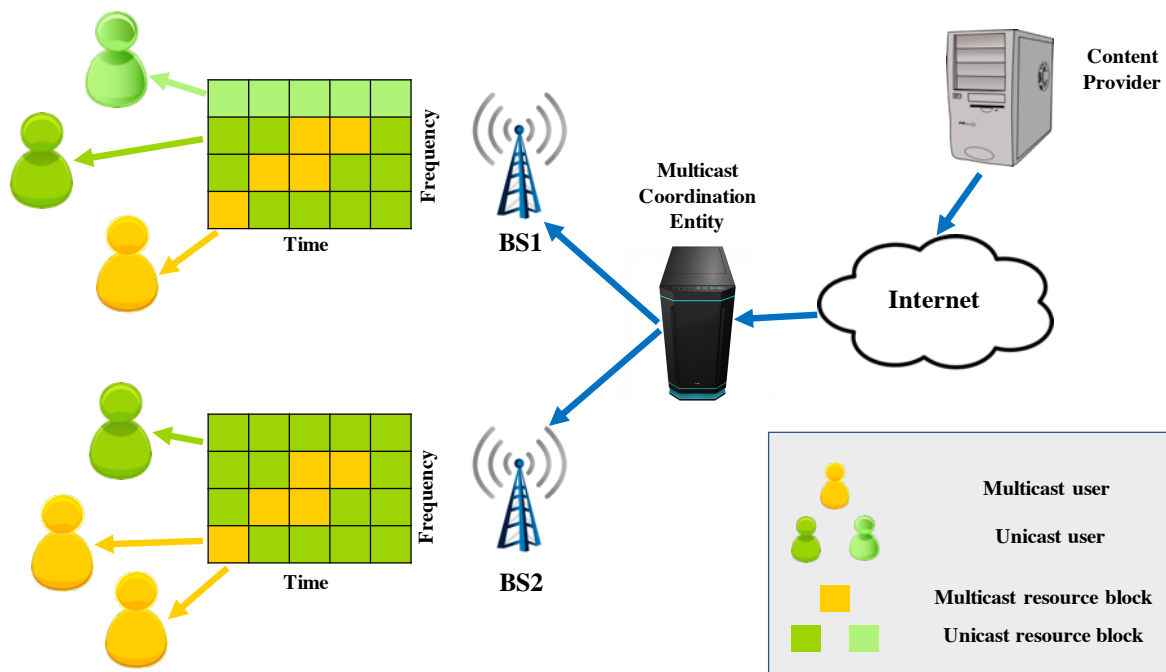 Content
Provider
Frequency
Multicast
Coordination
Entity
Time
BS1
Internet
Frequency
Time
BS2
Multicast user
Unicast user
Multicast resource block
Unicast resource block